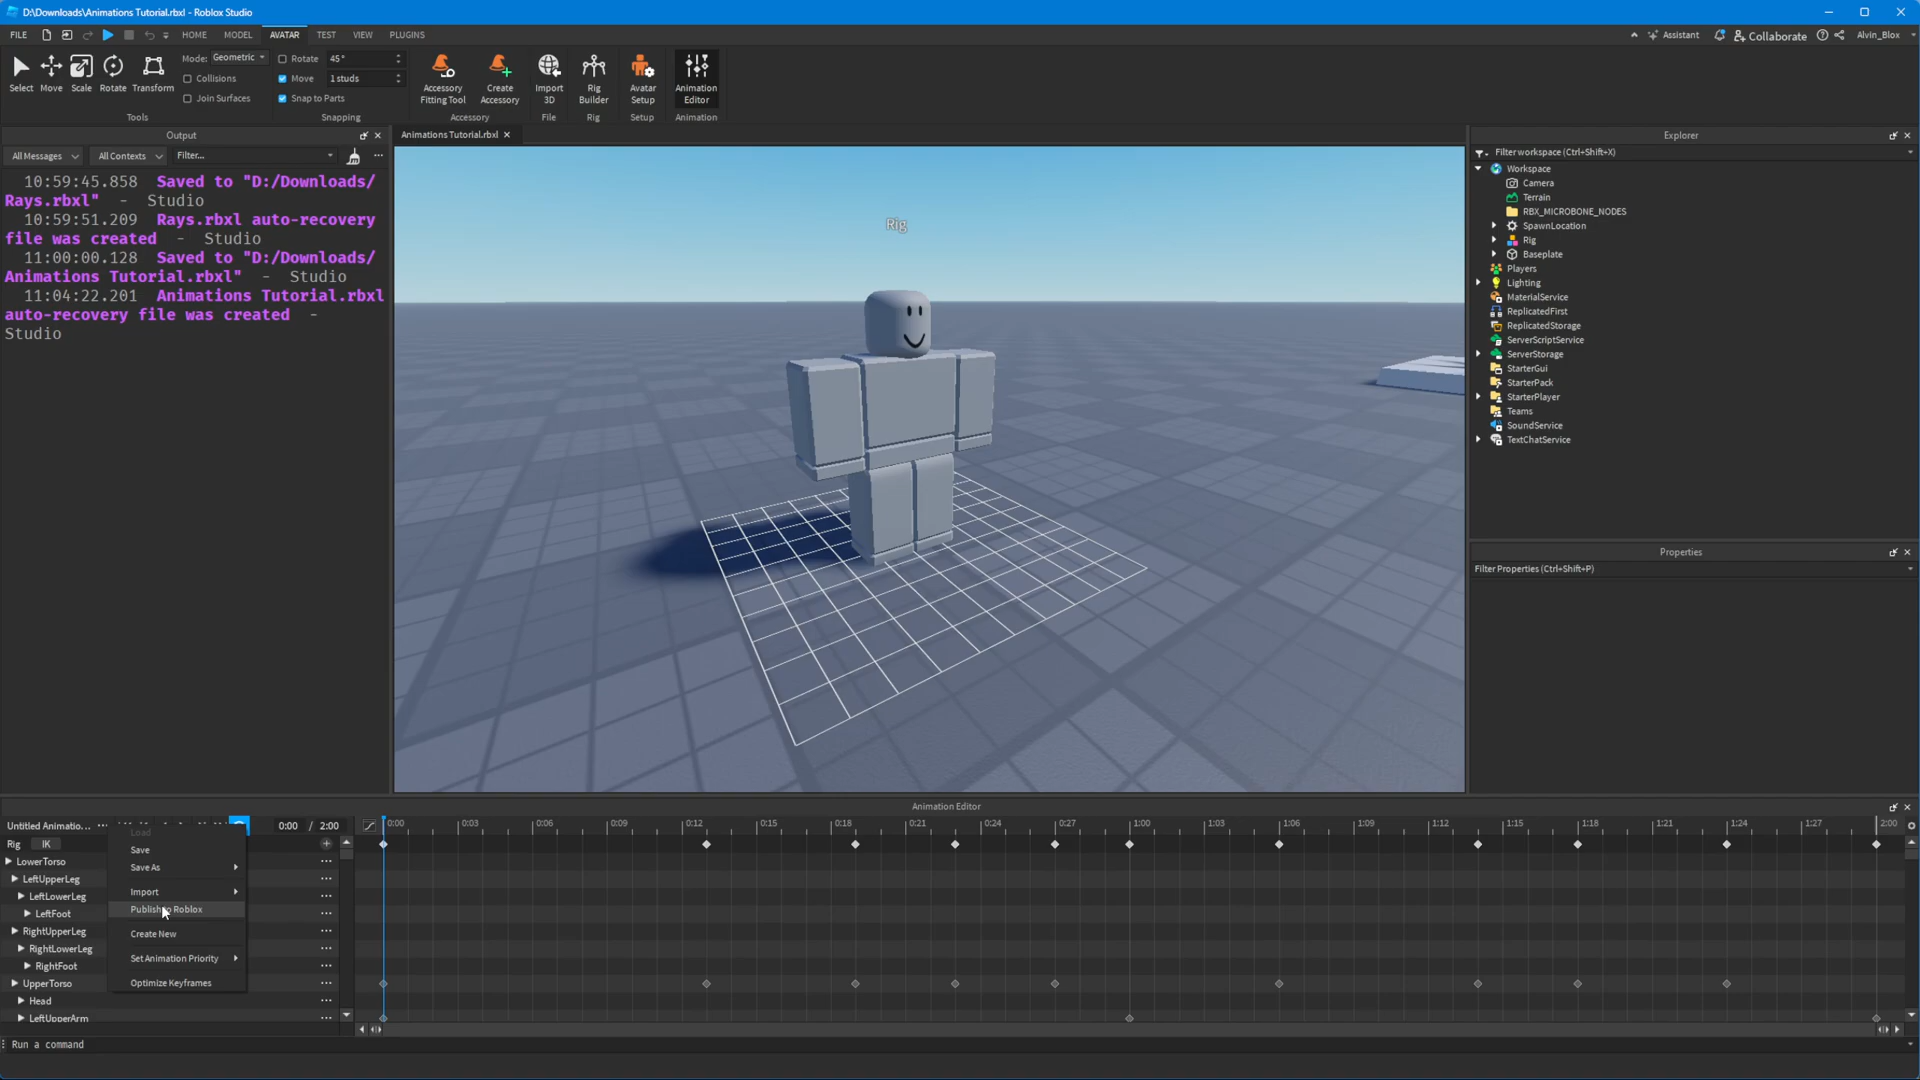 D:\Downloads\Animations Tutorial.rbxl - Roblox Studio
FILE HOME MODEL AVATAR TEST VIEW PLUGINS Assistant Collaborate Alvin_Blox
Select Move Scale Rotate Transform
Mode: Geometric
Collisions
Join Surfaces
Tools
Rotate 45°
Move 1 studs
Snap to Parts
Snapping
Accessory Fitting Tool
Create Accessory
Accessory
Import 3D
File
Rig Builder
Rig
Avatar Setup
Setup
Animation Editor
Animation
Output
All Messages All Contexts Filter...
10:59:45.858 Saved to "D:/Downloads/
Rays.rbxl" - Studio
10:59:51.209 Rays.rbxl auto-recovery
file was created - Studio
11:00:00.128 Saved to "D:/Downloads/
Animations Tutorial.rbxl" - Studio
11:04:22.201 Animations Tutorial.rbxl
auto-recovery file was created -
Studio
Animations Tutorial.rbxl
Rig
Explorer
Filter workspace (Ctrl+Shift+X)
Workspace
Camera
Terrain
RBX_MICROBONE_NODES
SpawnLocation
Rig
Baseplate
Players
Lighting
MaterialService
ReplicatedFirst
ReplicatedStorage
ServerScriptService
ServerStorage
StarterGui
StarterPack
StarterPlayer
Teams
SoundService
TextChatService
Properties
Filter Properties (Ctrl+Shift+P)
Animation Editor
Untitled Animatio... 0:00 / 2:00
0:00 0:03 0:06 0:09 0:12 0:15 0:18 0:21 0:24 0:27 1:00 1:03 1:06 1:09 1:12 1:15 1:18 1:21 1:24 1:27 2:00
Rig IK
LowerTorso
LeftUpperLeg
LeftLowerLeg
LeftFoot
RightUpperLeg
RightLowerLeg
RightFoot
UpperTorso
Head
LeftUpperArm
Load
Save
Save As
Import
Publish to Roblox
Create New
Set Animation Priority
Optimize Keyframes
Run a command